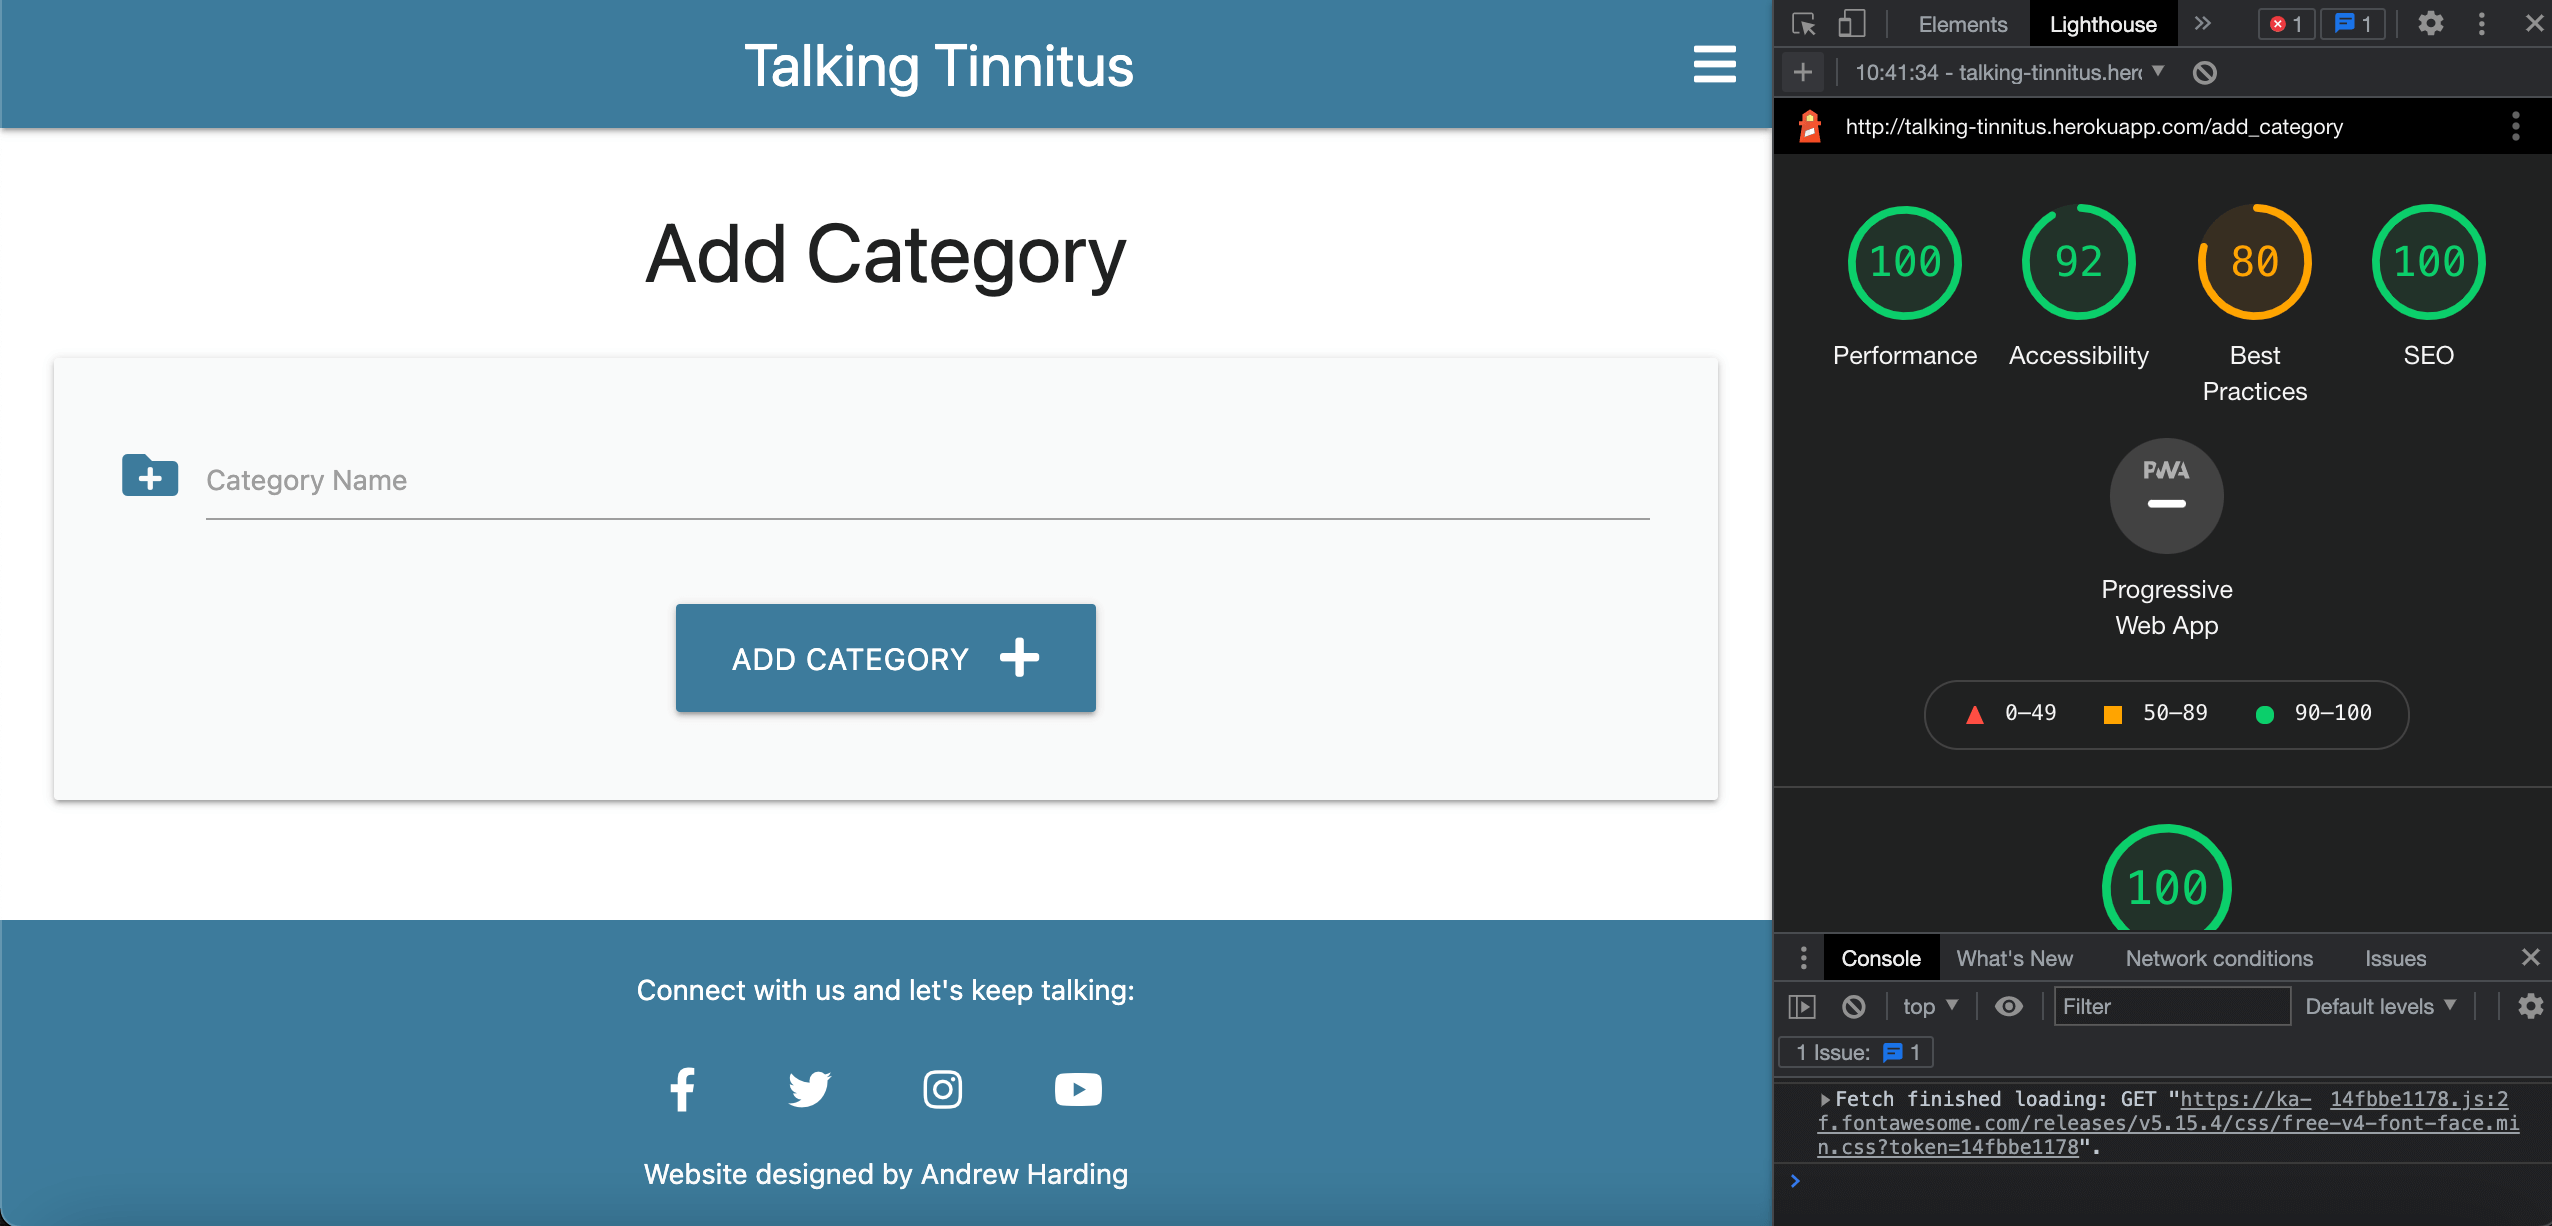 Talking Tinnitus
Add Category
Category Name
ADD CATEGORY
Connect with us and let's keep talking:
Website designed by Andrew Harding
Elements
Lighthouse
1
1
10:41:34 - talking-tinnitus.her
http://talking-tinnitus.herokuapp.com/add_category
100
92
80
100
Performance
Accessibility
Best
Practices
SEO
PWA
Progressive
Web App
0–49
50–89
90–100
100
Console
What's New
Network conditions
Issues
top
Filter
Default levels
1 Issue:
1
Fetch finished loading: GET "https://ka-
14fbbe1178.js:2
f.fontawesome.com/releases/v5.15.4/css/free-v4-font-face.mi
n.css?token=14fbbe1178".